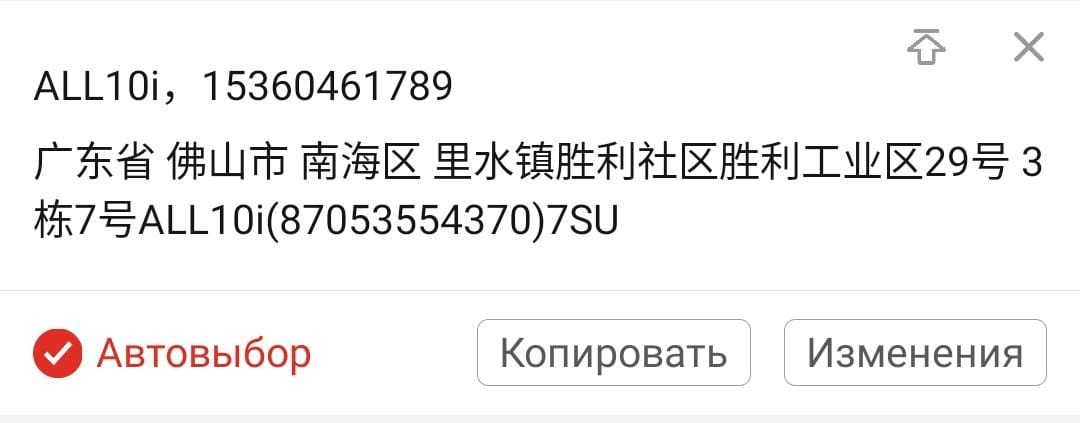 ALL10i，15360461789
广东省 佛山市 南海区 里水镇胜利社区胜利工业区29号 3
栋7号ALL10i(87053554370)7SU
Автовыбор
Копировать
Изменения